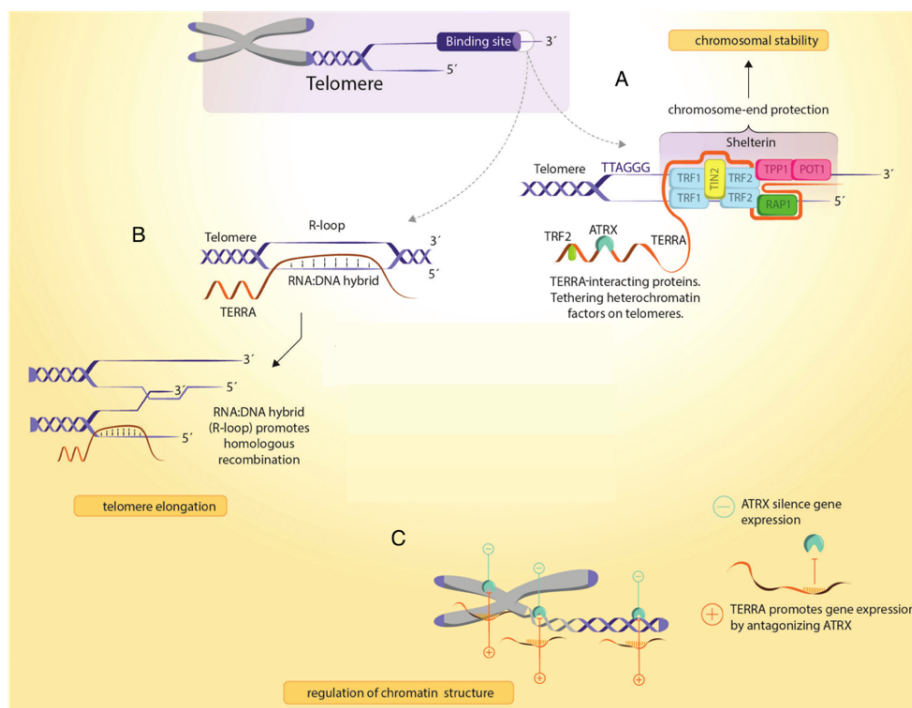 Binding site
3´
5´
Telomere
chromosomal stability
A
chromosome-end protection
Shelterin
Telomere
TTAGGG
TRF1
TIN2
TRF2
TPP1
POT1
3´
TRF1
TRF2
RAP1
5´
TRF2
ATRX
TERRA
TERRA-interacting proteins.
Tethering heterochromatin
factors on telomeres.
B
R-loop
Telomere
3´
5´
RNA:DNA hybrid
TERRA
3´
3´
5´
5´
RNA:DNA hybrid
(R-loop) promotes
homologous
recombination
telomere elongation
C
− ATRX silence gene
expression
+ TERRA promotes gene expression
by antagonizing ATRX
−
−
−
+
+
+
regulation of chromatin structure